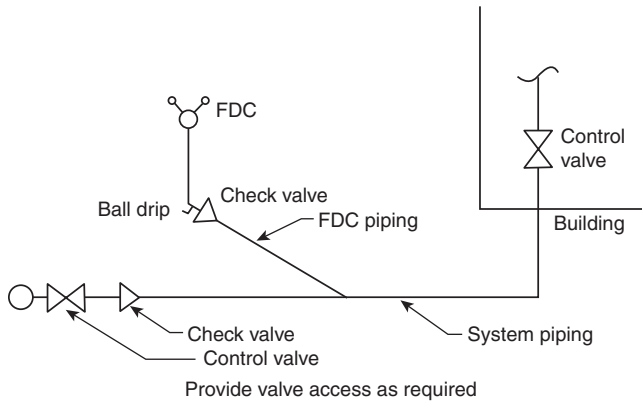 FDC
Control
valve
Check valve
Ball drip
FDC piping
Building
Check valve
System piping
Control valve
Provide valve access as required